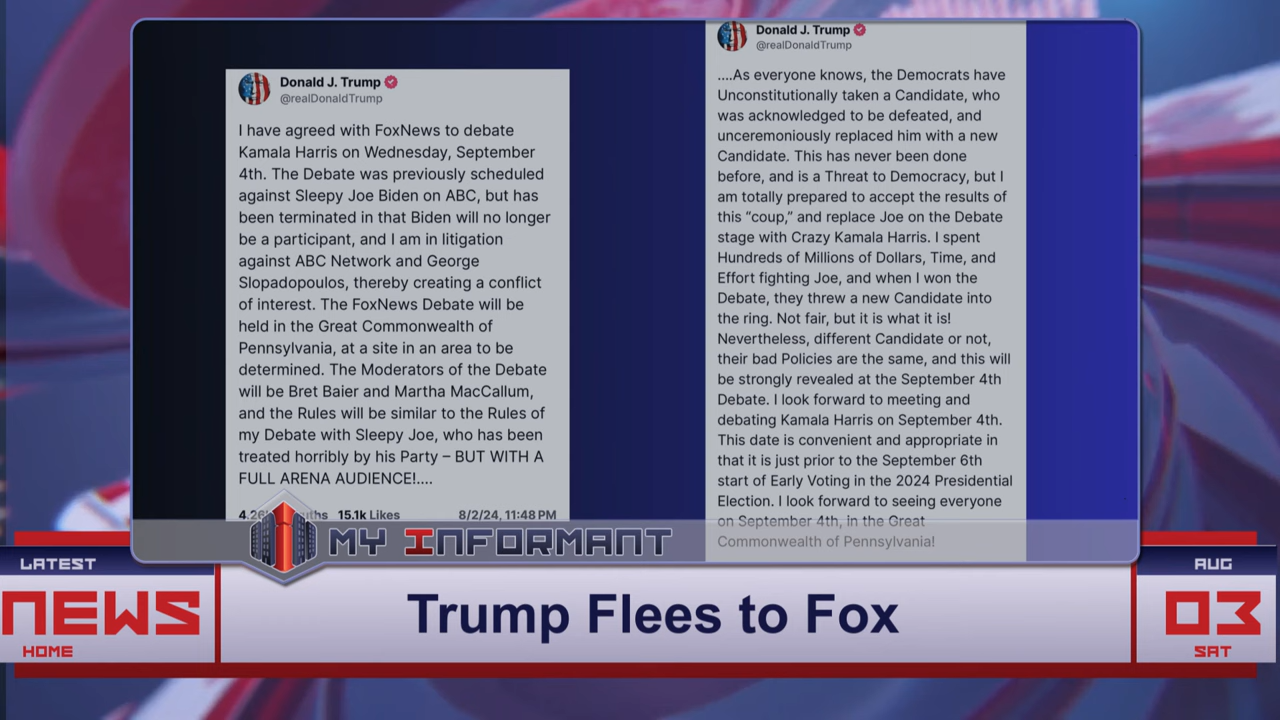 Donald J. Trump
@realDonaldTrump
I have agreed with FoxNews to debate
Kamala Harris on Wednesday, September
4th. The Debate was previously scheduled
against Sleepy Joe Biden on ABC, but has
been terminated in that Biden will no longer
be a participant, and I am in litigation
against ABC Network and George
Slopadopoulos, thereby creating a conflict
of interest. The FoxNews Debate will be
held in the Great Commonwealth of
Pennsylvania, at a site in an area to be
determined. The Moderators of the Debate
will be Bret Baier and Martha MacCallum,
and the Rules will be similar to the Rules of
my Debate with Sleepy Joe, who has been
treated horribly by his Party – BUT WITH A
FULL ARENA AUDIENCE!....
15.1k Likes 8/2/24, 11:48 PM
Donald J. Trump
@realDonaldTrump
....As everyone knows, the Democrats have
Unconstitutionally taken a Candidate, who
was acknowledged to be defeated, and
unceremoniously replaced him with a new
Candidate. This has never been done
before, and is a Threat to Democracy, but I
am totally prepared to accept the results of
this “coup,” and replace Joe on the Debate
stage with Crazy Kamala Harris. I spent
Hundreds of Millions of Dollars, Time, and
Effort fighting Joe, and when I won the
Debate, they threw a new Candidate into
the ring. Not fair, but it is what it is!
Nevertheless, different Candidate or not,
their bad Policies are the same, and this will
be strongly revealed at the September 4th
Debate. I look forward to meeting and
debating Kamala Harris on September 4th.
This date is convenient and appropriate in
that it is just prior to the September 6th
start of Early Voting in the 2024 Presidential
Election. I look forward to seeing everyone
on September 4th, in the Great
Commonwealth of Pennsylvania!
MY INFORMANT
LATEST
NEWS
HOME
Trump Flees to Fox
AUG
03
SAT